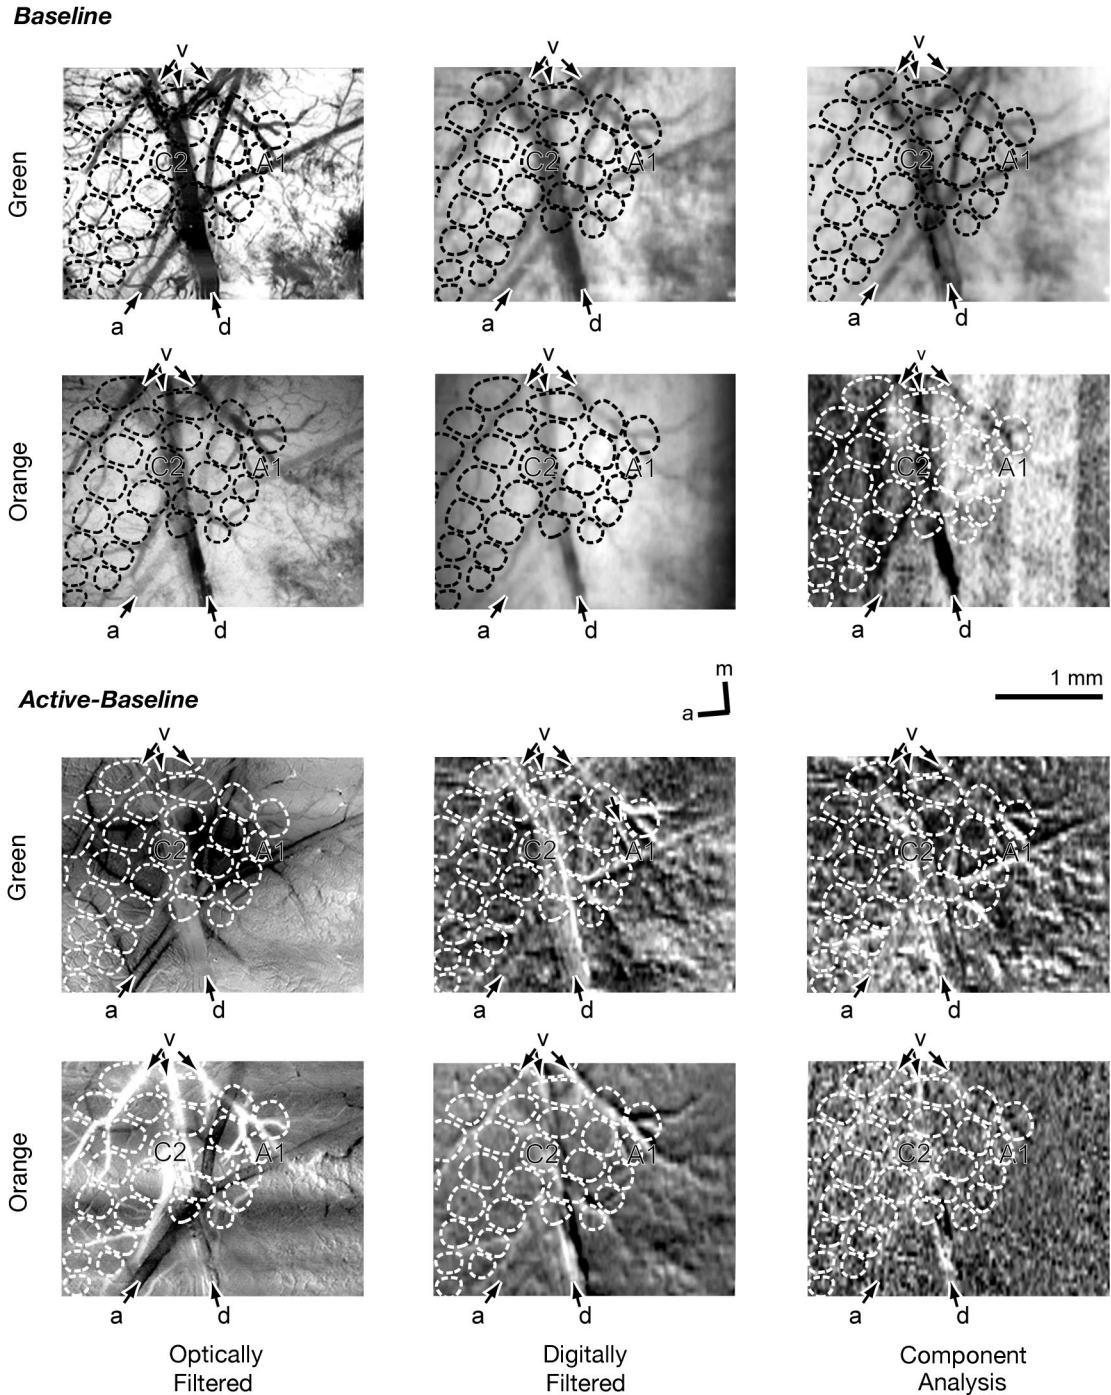 Baseline
v
v
v
Green
C2
A1
C2
A1
C2
A1
a
d
a
d
a
d
v
v
v
Orange
C2
A1
C2
A1
C2
A1
a
d
a
d
a
d
Active-Baseline
m
a
1 mm
v
v
v
Green
C2
A1
C2
A1
C2
A1
a
d
a
d
a
d
v
v
v
Orange
C2
A1
C2
A1
C2
A1
a
d
a
d
a
d
Optically
Filtered
Digitally
Filtered
Component
Analysis